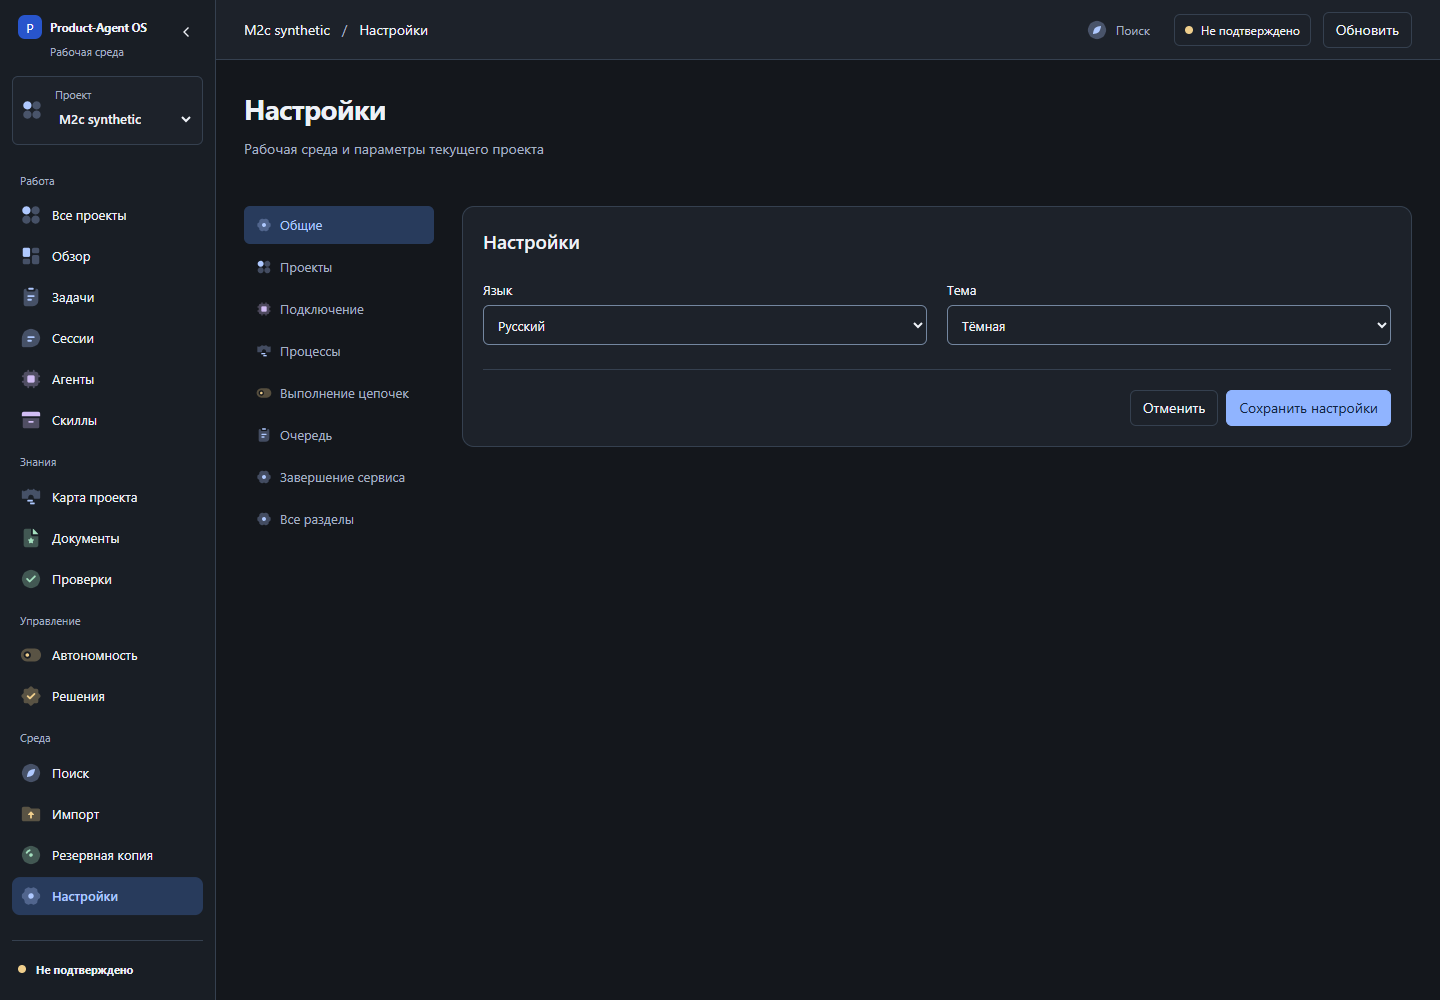 P
Product-Agent OS
Рабочая среда
Проект
M2c synthetic
Работа
Все проекты
Обзор
Задачи
Сессии
Агенты
Скиллы
Знания
Карта проекта
Документы
Проверки
Управление
Автономность
Решения
Среда
Поиск
Импорт
Резервная копия
Настройки
Не подтверждено
M2c synthetic / Настройки
Поиск
Не подтверждено
Обновить
Настройки
Рабочая среда и параметры текущего проекта
Общие
Проекты
Подключение
Процессы
Выполнение цепочек
Очередь
Завершение сервиса
Все разделы
Настройки
Язык
Русский
Тема
Тёмная
Отменить
Сохранить настройки